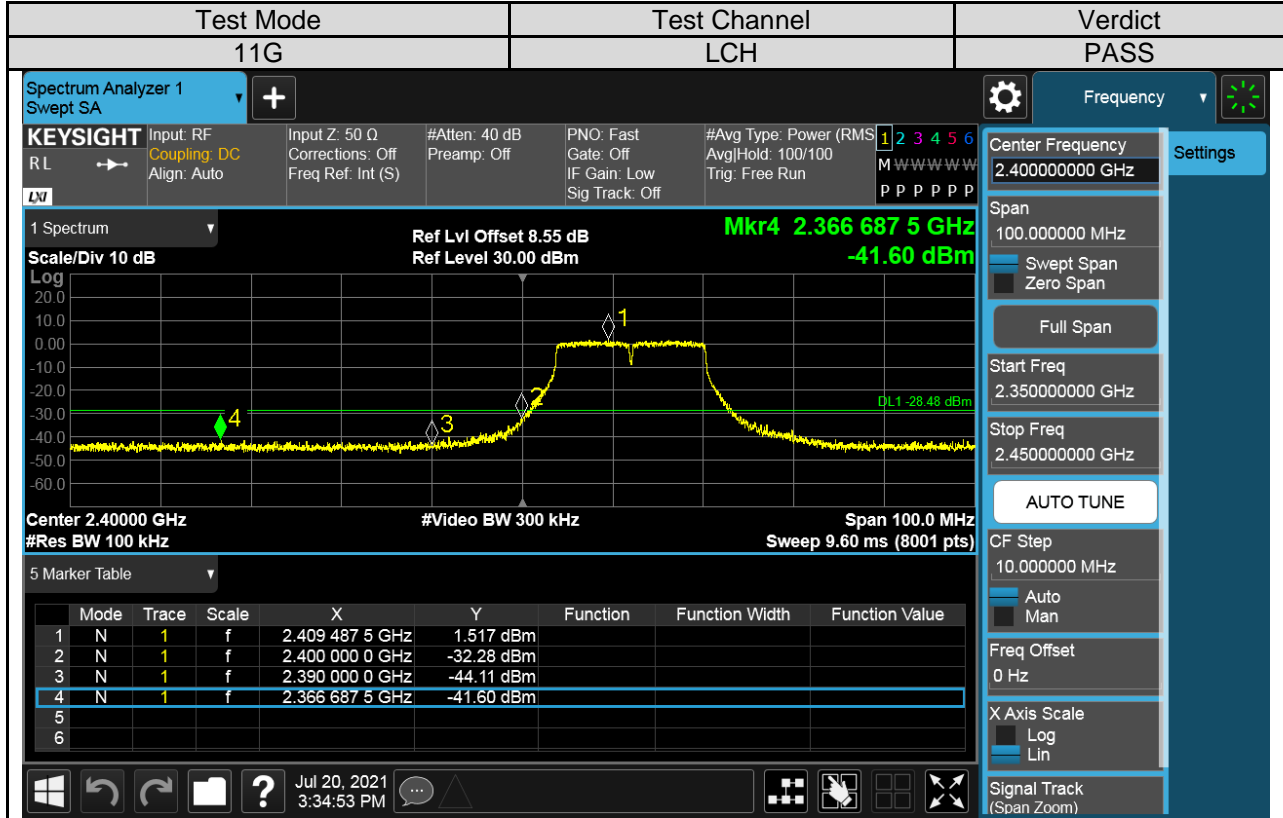 Test Mode Test Channel Verdict
11G LCH PASS
Spectrum Analyzer 1
Swept SA
+
Frequency
KEYSIGHT
RL
LXI
Input: RF
Coupling: DC
Align: Auto
Input Z: 50 Ω
Corrections: Off
Freq Ref: Int (S)
#Atten: 40 dB
Preamp: Off
PNO: Fast
Gate: Off
IF Gain: Low
Sig Track: Off
#Avg Type: Power (RMS
Avg|Hold: 100/100
Trig: Free Run
1 2 3 4 5 6
M W W W W W
P P P P P P
1 Spectrum
Scale/Div 10 dB
Ref Lvl Offset 8.55 dB
Ref Level 30.00 dBm
Mkr4 2.366 687 5 GHz
-41.60 dBm
Log
20.0
10.0
0.00
-10.0
-20.0
-30.0
-40.0
-50.0
-60.0
1
2
3
4
DL1 -28.48 dBm
Center 2.40000 GHz #Video BW 300 kHz Span 100.0 MHz
#Res BW 100 kHz Sweep 9.60 ms (8001 pts)
5 Marker Table
Mode Trace Scale X Y Function Function Width Function Value
1 N 1 f 2.409 487 5 GHz 1.517 dBm
2 N 1 f 2.400 000 0 GHz -32.28 dBm
3 N 1 f 2.390 000 0 GHz -44.11 dBm
4 N 1 f 2.366 687 5 GHz -41.60 dBm
5
6
?
Jul 20, 2021
3:34:53 PM
Center Frequency
2.400000000 GHz
Settings
Span
100.000000 MHz
Swept Span
Zero Span
Full Span
Start Freq
2.350000000 GHz
Stop Freq
2.450000000 GHz
AUTO TUNE
CF Step
10.000000 MHz
Auto
Man
Freq Offset
0 Hz
X Axis Scale
Log
Lin
Signal Track
(Span Zoom)